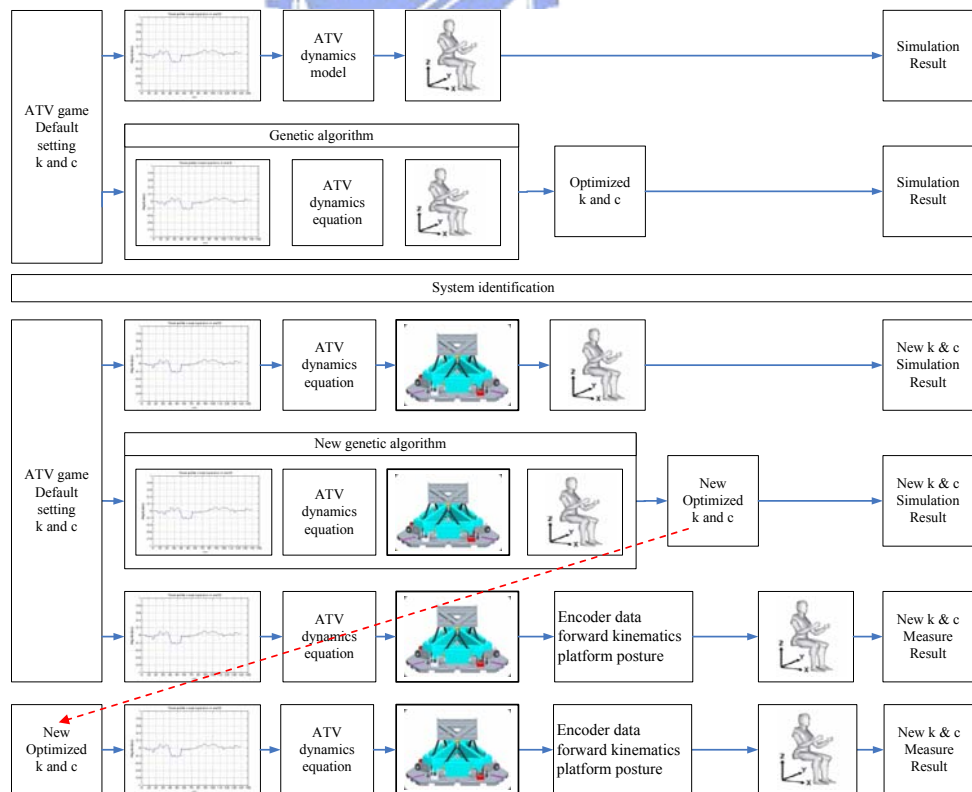 ATV game
Default
setting
k and c
ATV
dynamics
model
Z
Y
X
Simulation
Result
Genetic algorithm
ATV
dynamics
equation
Z
Y
X
Optimized
k and c
Simulation
Result
System identification
ATV game
Default
setting
k and c
ATV
dynamics
equation
Z
Y
X
New k & c
Simulation
Result
New genetic algorithm
ATV
dynamics
equation
Z
Y
X
New
Optimized
k and c
New k & c
Simulation
Result
ATV
dynamics
equation
Encoder data
forward kinematics
platform posture
Z
Y
X
New k & c
Measure
Result
New
Optimized
k and c
ATV
dynamics
equation
Encoder data
forward kinematics
platform posture
Z
Y
X
New k & c
Measure
Result